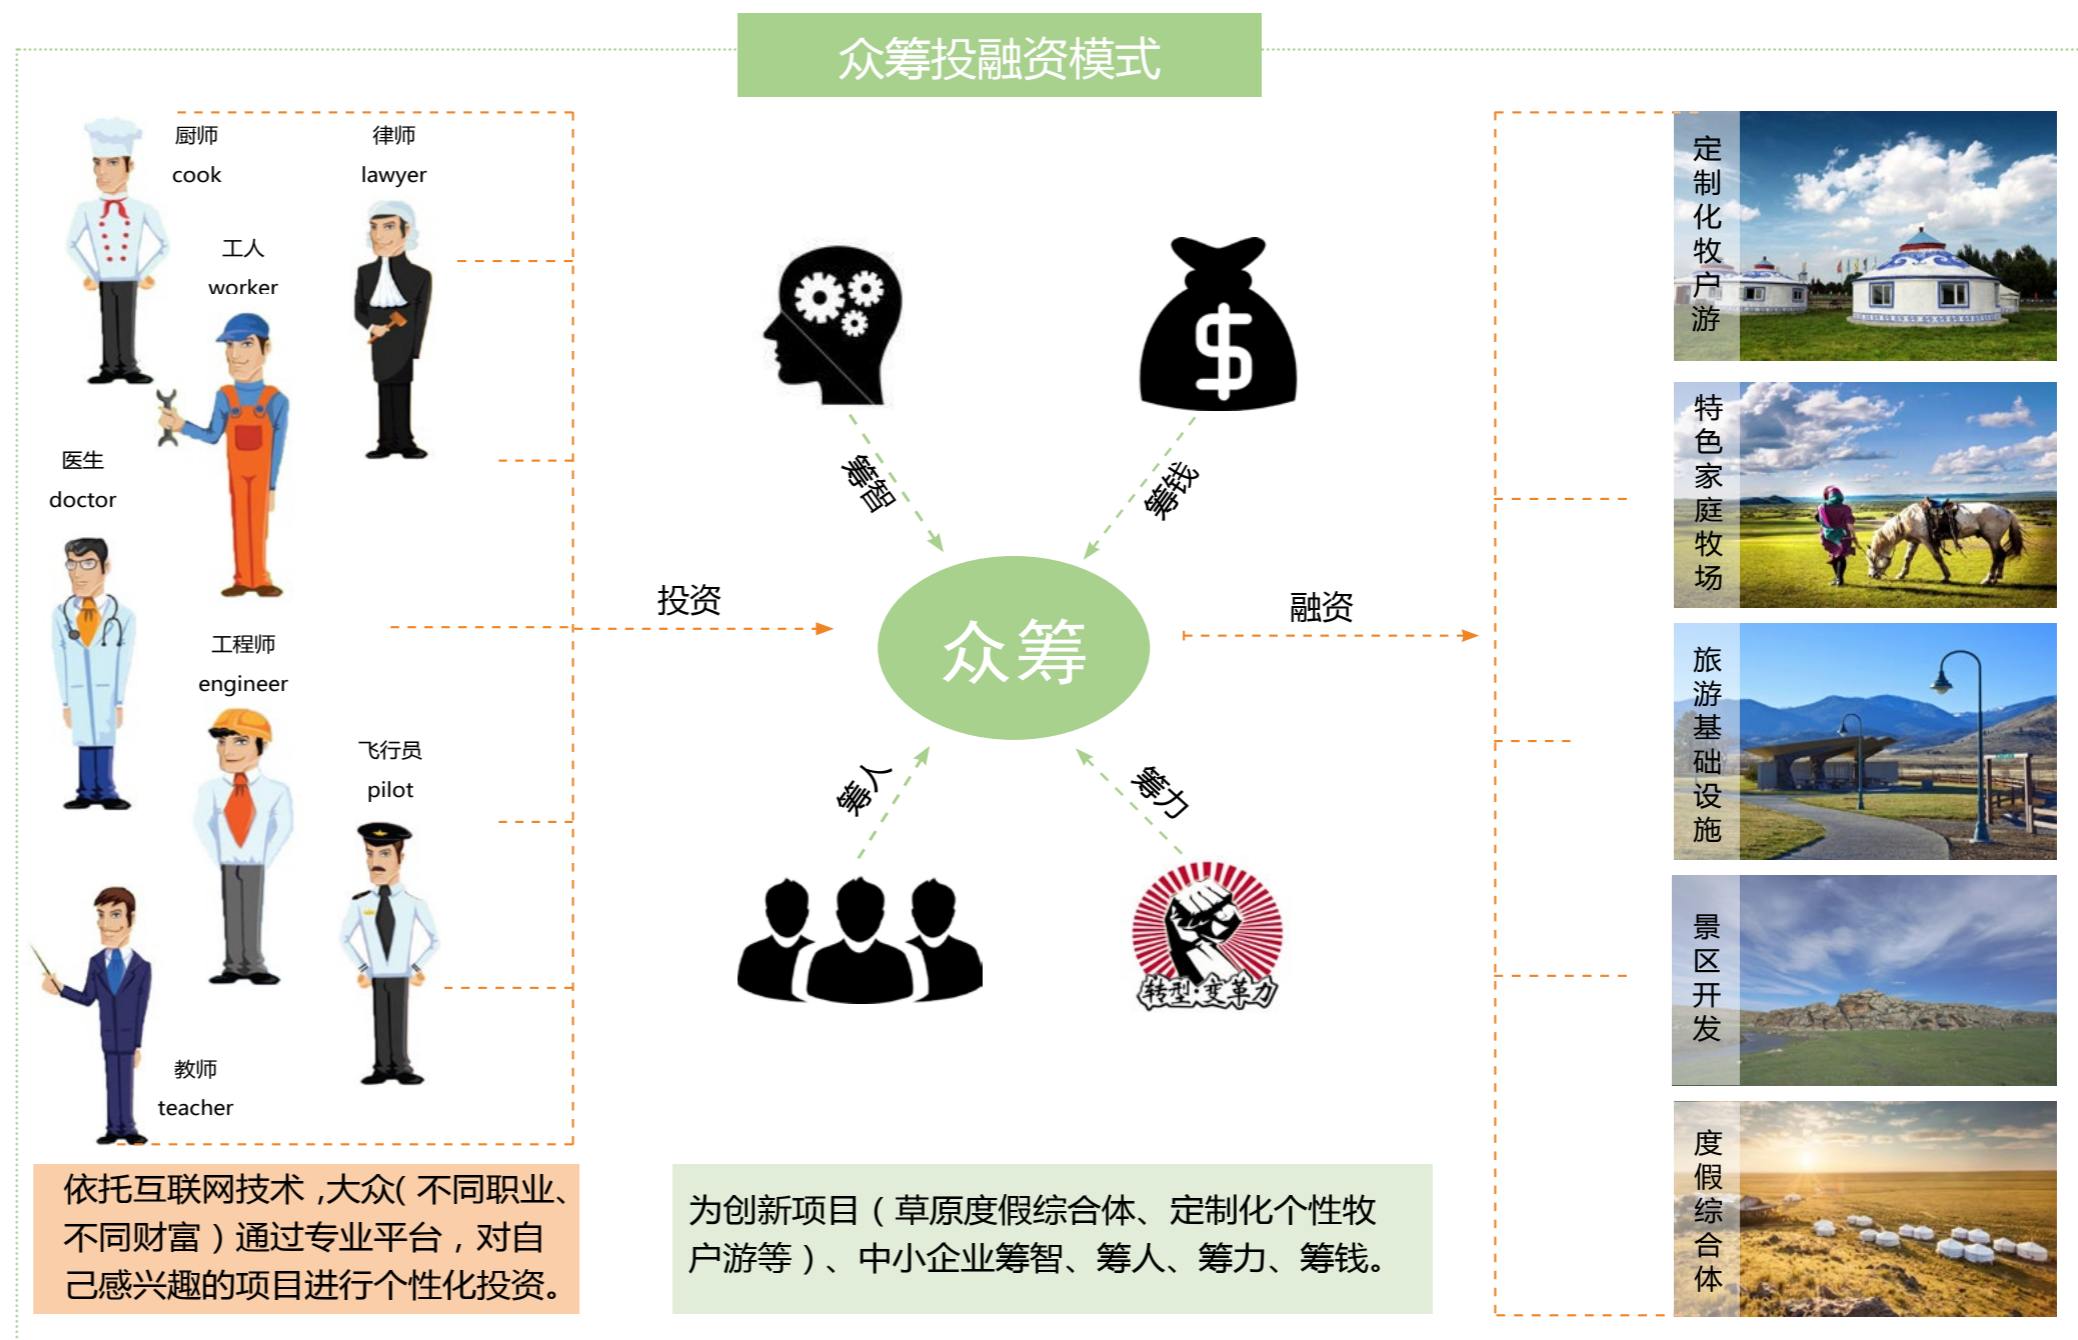 众筹投融资模式
厨师
cook
律师
lawyer
工人
worker
医生
doctor
工程师
engineer
飞行员
pilot
教师
teacher
投资
筹智
筹钱
众筹
筹人
筹力
转型·变革力
融资
定制化牧户游
特色家庭牧场
旅游基础设施
景区开发
度假综合体
依托互联网技术,大众(不同职业、
不同财富)通过专业平台,对自
己感兴趣的项目进行个性化投资。
为创新项目(草原度假综合体、定制化个性牧
户游等)、中小企业筹智、筹人、筹力、筹钱。